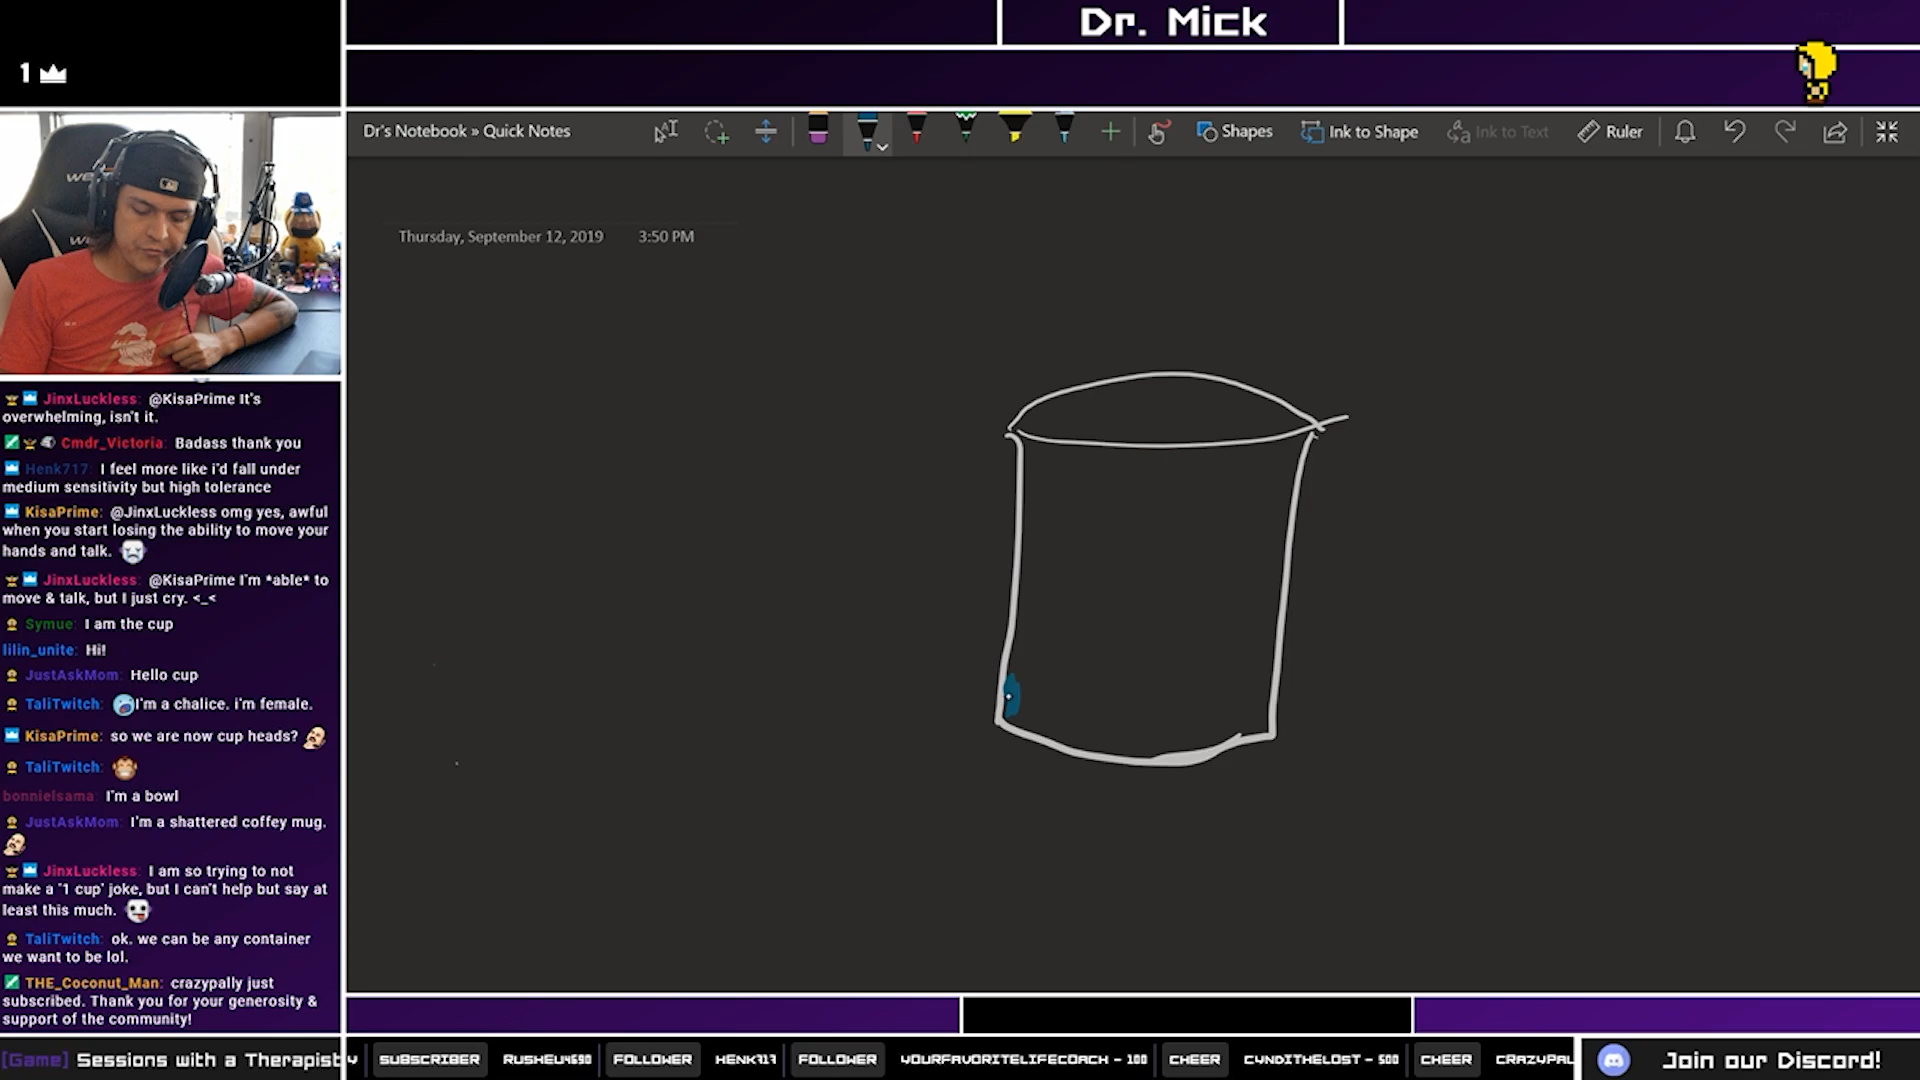 Dr. Mick
1
Dr's Notebook » Quick Notes
Shapes
Ink to Shape
Ink to Text
Ruler
Thursday, September 12, 2019 3:50 PM
JinxLuckless: @KisaPrime It's
overwhelming, isn't it.
Cmdr_Victoria: Badass thank you
Henk717: I feel more like i'd fall under
medium sensitivity but high tolerance
KisaPrime: @JinxLuckless omg yes, awful
when you start losing the ability to move your
hands and talk.
JinxLuckless: @KisaPrime I'm *able* to
move & talk, but I just cry. <_<
Symue: I am the cup
lilin_unite: Hi!
JustAskMom: Hello cup
TaliTwitch: I'm a chalice. i'm female.
KisaPrime: so we are now cup heads?
TaliTwitch:
bonnielsama: I'm a bowl
JustAskMom: I'm a shattered coffey mug.
JinxLuckless: I am so trying to not
make a '1 cup' joke, but I can't help but say at
least this much.
TaliTwitch: ok. we can be any container
we want to be lol.
THE_Coconut_Man: crazypally just
subscribed. Thank you for your generosity &
support of the community!
[Game] Sessions with a Therapist
SUBSCRIBER RUSHEU4690 FOLLOWER HENK717 FOLLOWER YOURFAVORITELIFECOACH - 100 CHEER CYNDITHELOST - 500 CHEER CRAZYPAL
Join our Discord!